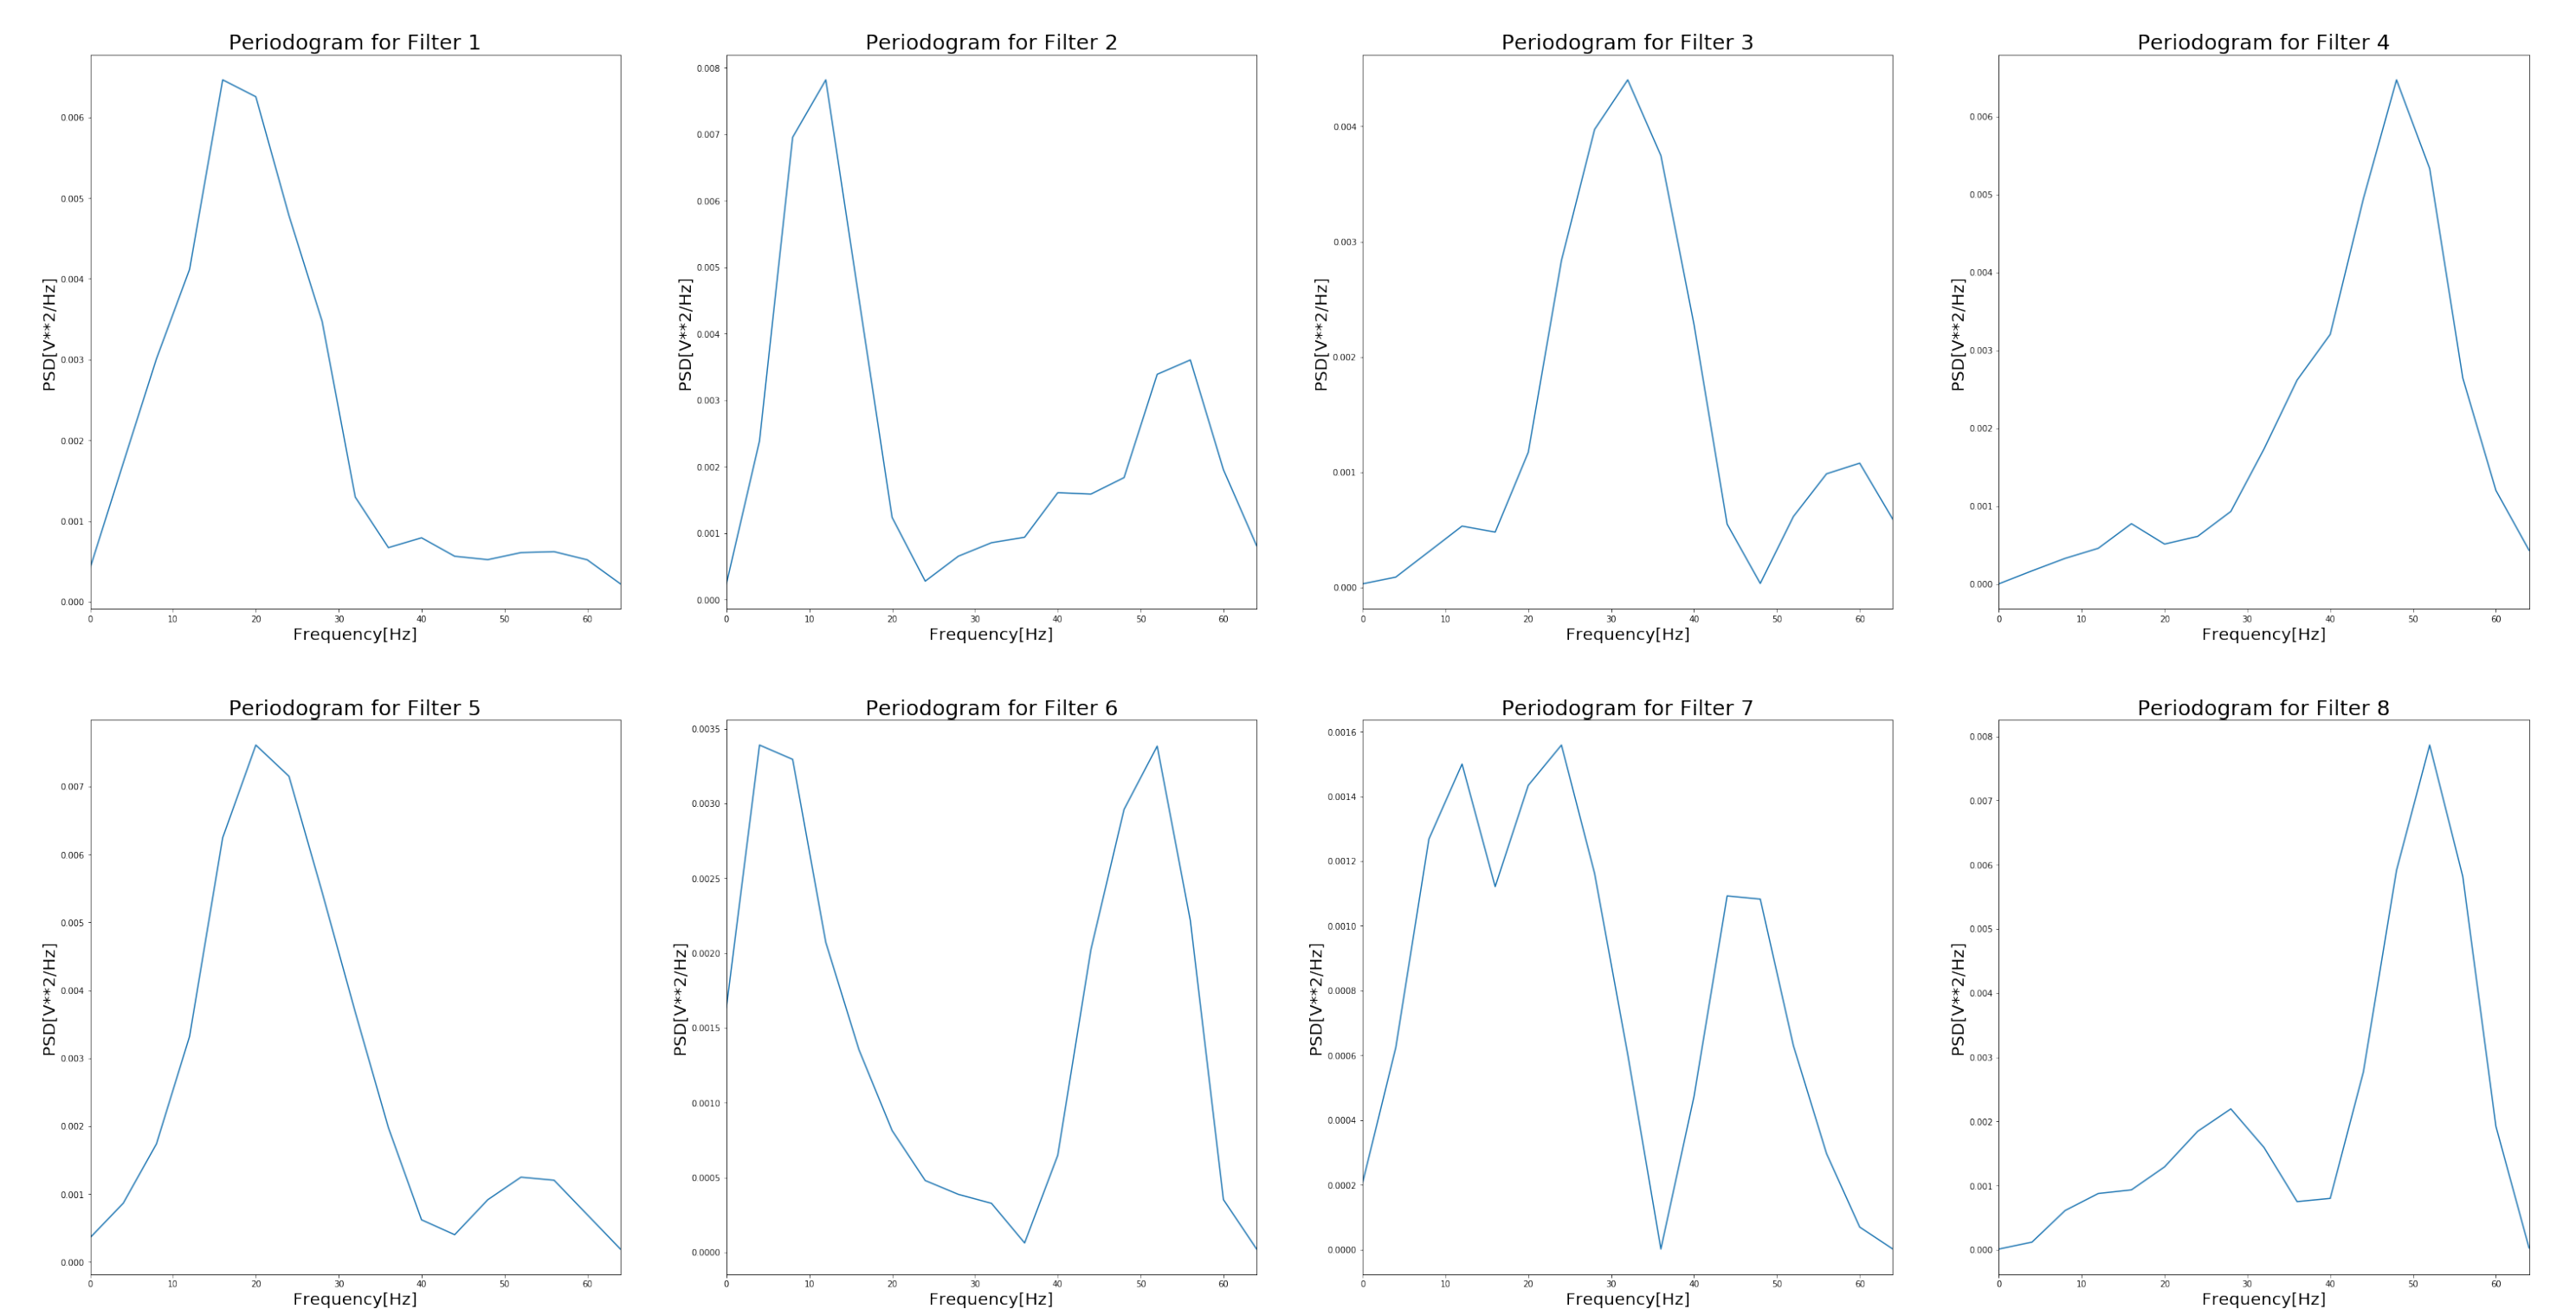 Periodogram for Filter 1
PSD[V**2/Hz]
0.006
0.005
0.004
0.003
0.002
0.001
0.000
0 10 20 30 40 50 60
Frequency[Hz]
Periodogram for Filter 2
PSD[V**2/Hz]
0.008
0.007
0.006
0.005
0.004
0.003
0.002
0.001
0.000
0 10 20 30 40 50 60
Frequency[Hz]
Periodogram for Filter 3
PSD[V**2/Hz]
0.004
0.003
0.002
0.001
0.000
0 10 20 30 40 50 60
Frequency[Hz]
Periodogram for Filter 4
PSD[V**2/Hz]
0.006
0.005
0.004
0.003
0.002
0.001
0.000
0 10 20 30 40 50 60
Frequency[Hz]
Periodogram for Filter 5
PSD[V**2/Hz]
0.007
0.006
0.005
0.004
0.003
0.002
0.001
0.000
0 10 20 30 40 50 60
Frequency[Hz]
Periodogram for Filter 6
PSD[V**2/Hz]
0.0035
0.0030
0.0025
0.0020
0.0015
0.0010
0.0005
0.0000
0 10 20 30 40 50 60
Frequency[Hz]
Periodogram for Filter 7
PSD[V**2/Hz]
0.0016
0.0014
0.0012
0.0010
0.0008
0.0006
0.0004
0.0002
0.0000
0 10 20 30 40 50 60
Frequency[Hz]
Periodogram for Filter 8
PSD[V**2/Hz]
0.008
0.007
0.006
0.005
0.004
0.003
0.002
0.001
0.000
0 10 20 30 40 50 60
Frequency[Hz]